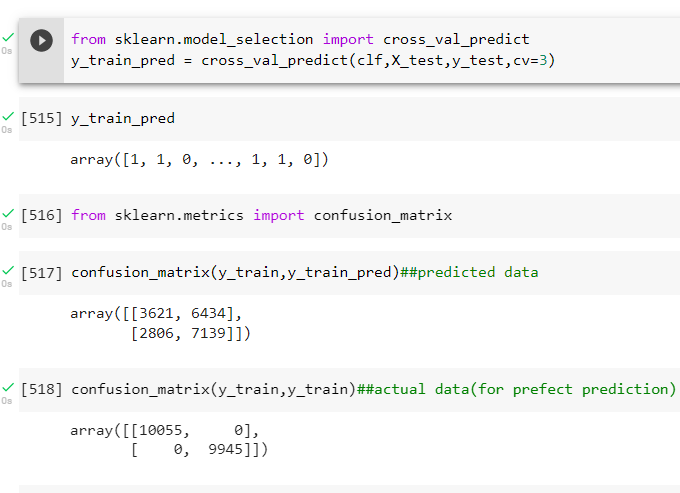 from sklearn.model_selection import cross_val_predict
0s
y_train_pred = cross_val_predict(clf,X_test,y_test,cv=3)
[515] y_train_pred
0s
array([1, 1, 0, ..., 1, 1, 0])
[516] from sklearn.metrics import confusion_matrix
0s
[517] confusion_matrix(y_train,y_train_pred)##predicted data
0s
array([[3621, 6434],
[2806, 7139]])
[518] confusion_matrix(y_train,y_train)##actual data(for prefect prediction)
0s
array([[10055, 0],
[ 0, 9945]])